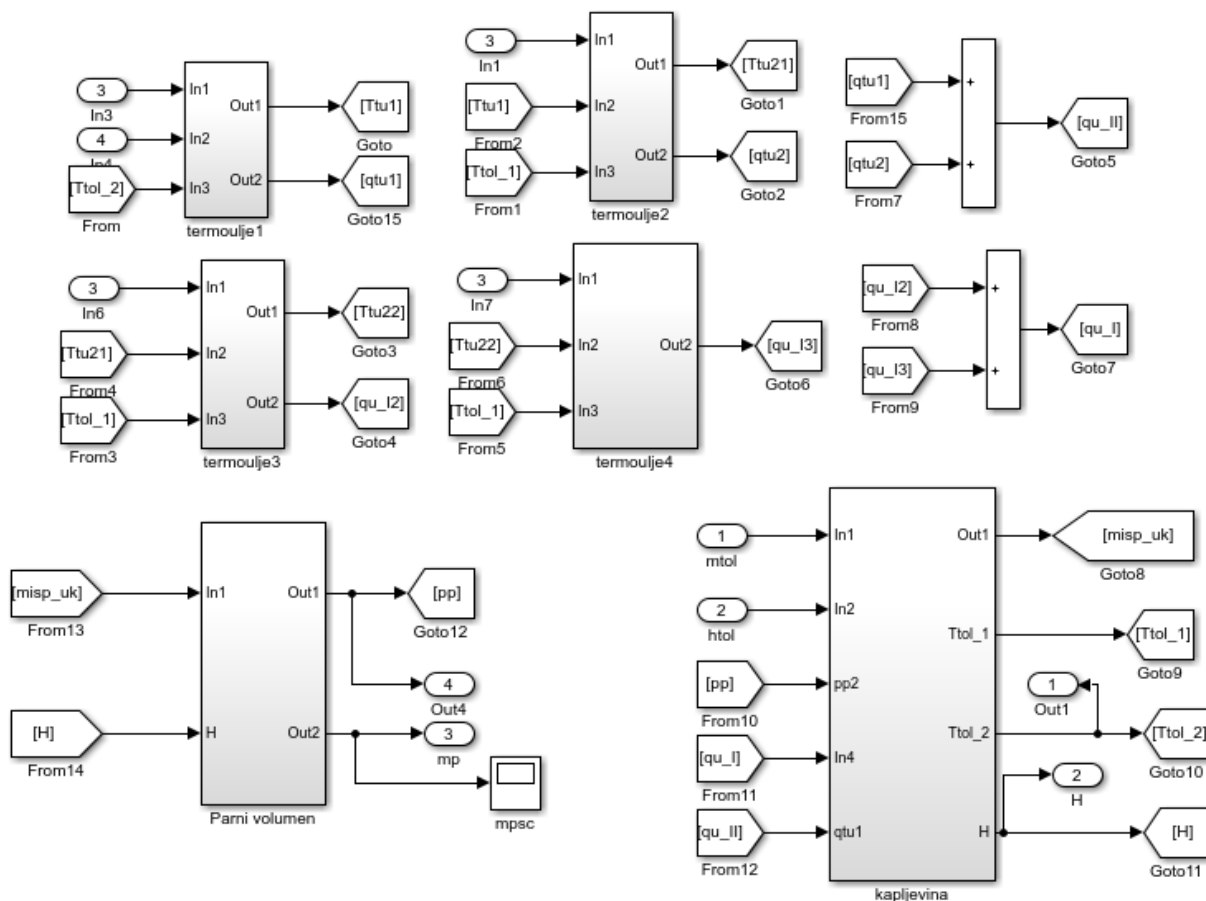 3
In3
4
In4
[Ttol_2]
From
In1
In2
In3
Out1
Out2
termoulje1
[Ttu1]
Goto
[qtu1]
Goto15
3
In1
[Ttu1]
From2
[Ttol_1]
From1
In1
In2
In3
Out1
Out2
termoulje2
[Ttu21]
Goto1
[qtu2]
Goto2
[qtu1]
From15
[qtu2]
From7
+
+
[qu_II]
Goto5
3
In6
[Ttu21]
From4
[Ttol_1]
From3
In1
In2
In3
Out1
Out2
termoulje3
[Ttu22]
Goto3
[qu_I2]
Goto4
3
In7
[Ttu22]
From6
[Ttol_1]
From5
In1
In2
In3
Out2
termoulje4
[qu_I3]
Goto6
[qu_I2]
From8
[qu_I3]
From9
+
+
[qu_I]
Goto7
[misp_uk]
From13
[H]
From14
In1
H
Out1
Out2
Parni volumen
[pp]
Goto12
4
Out4
3
mp
mpsc
1
mtol
2
htol
[pp]
From10
[qu_I]
From11
[qu_II]
From12
In1
In2
pp2
In4
qtu1
Out1
Ttol_1
Ttol_2
H
kapljevina
[misp_uk]
Goto8
[Ttol_1]
Goto9
1
Out1
[Ttol_2]
Goto10
2
H
[H]
Goto11